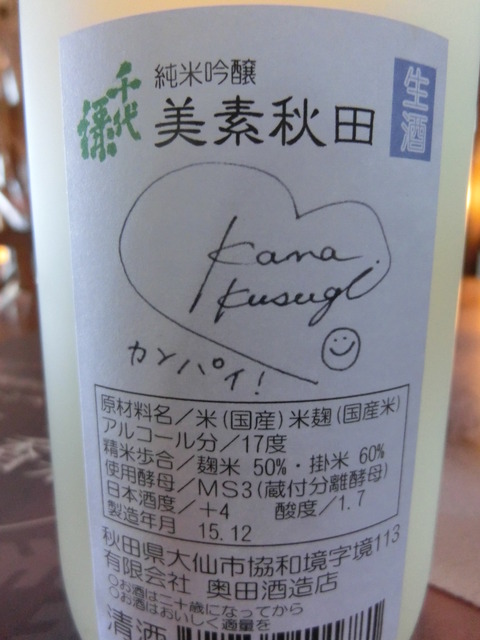 千代緑
純米吟醸
美素秋田
生酒
Kana.
Kusugi
カンパイ！
原材料名／米(国産)米麹(国産米)
アルコール分／17度
精米歩合／麹米 50%・掛米 60%
使用酵母／MS3(蔵付分離酵母)
日本酒度／+4 酸度／1.7
製造年月 15.12
秋田県大仙市協和境字境113
有限会社 奥田酒造店
○お酒は二十歳になってから
○お酒はおいしく適量を
清酒